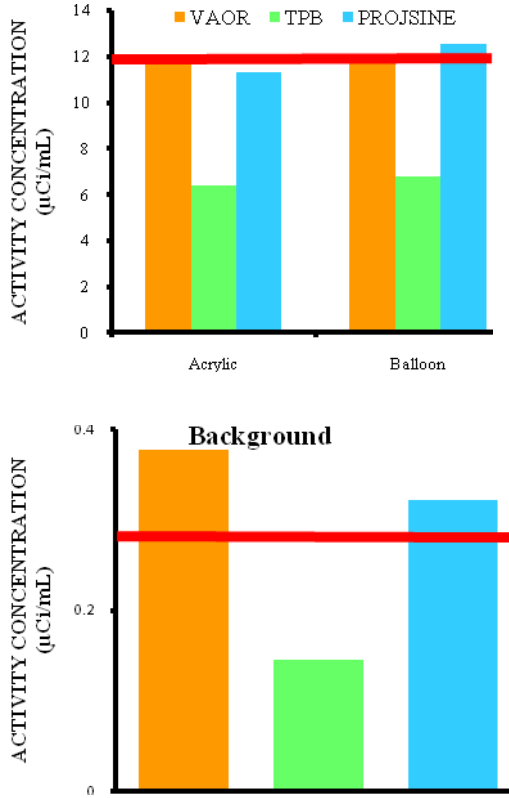 14
VAOR TPB PROJSINE
12
10
8
6
4
2
0
ACTIVITY CONCENTRATION
(µCi/mL)
Acrylic Balloon
Background
0.4
0.2
0
ACTIVITY CONCENTRATION
(µCi/mL)